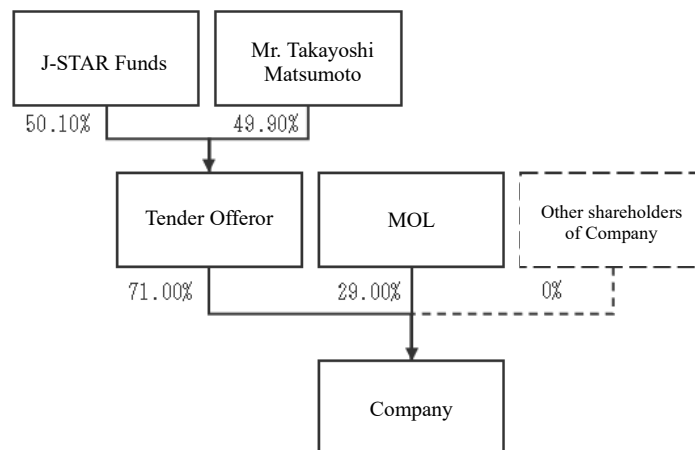 J-STAR Funds
Mr. Takayoshi
Matsumoto
50.10%
49.90%
Tender Offeror
MOL
Other shareholders
of Company
71.00%
29.00%
0%
Company